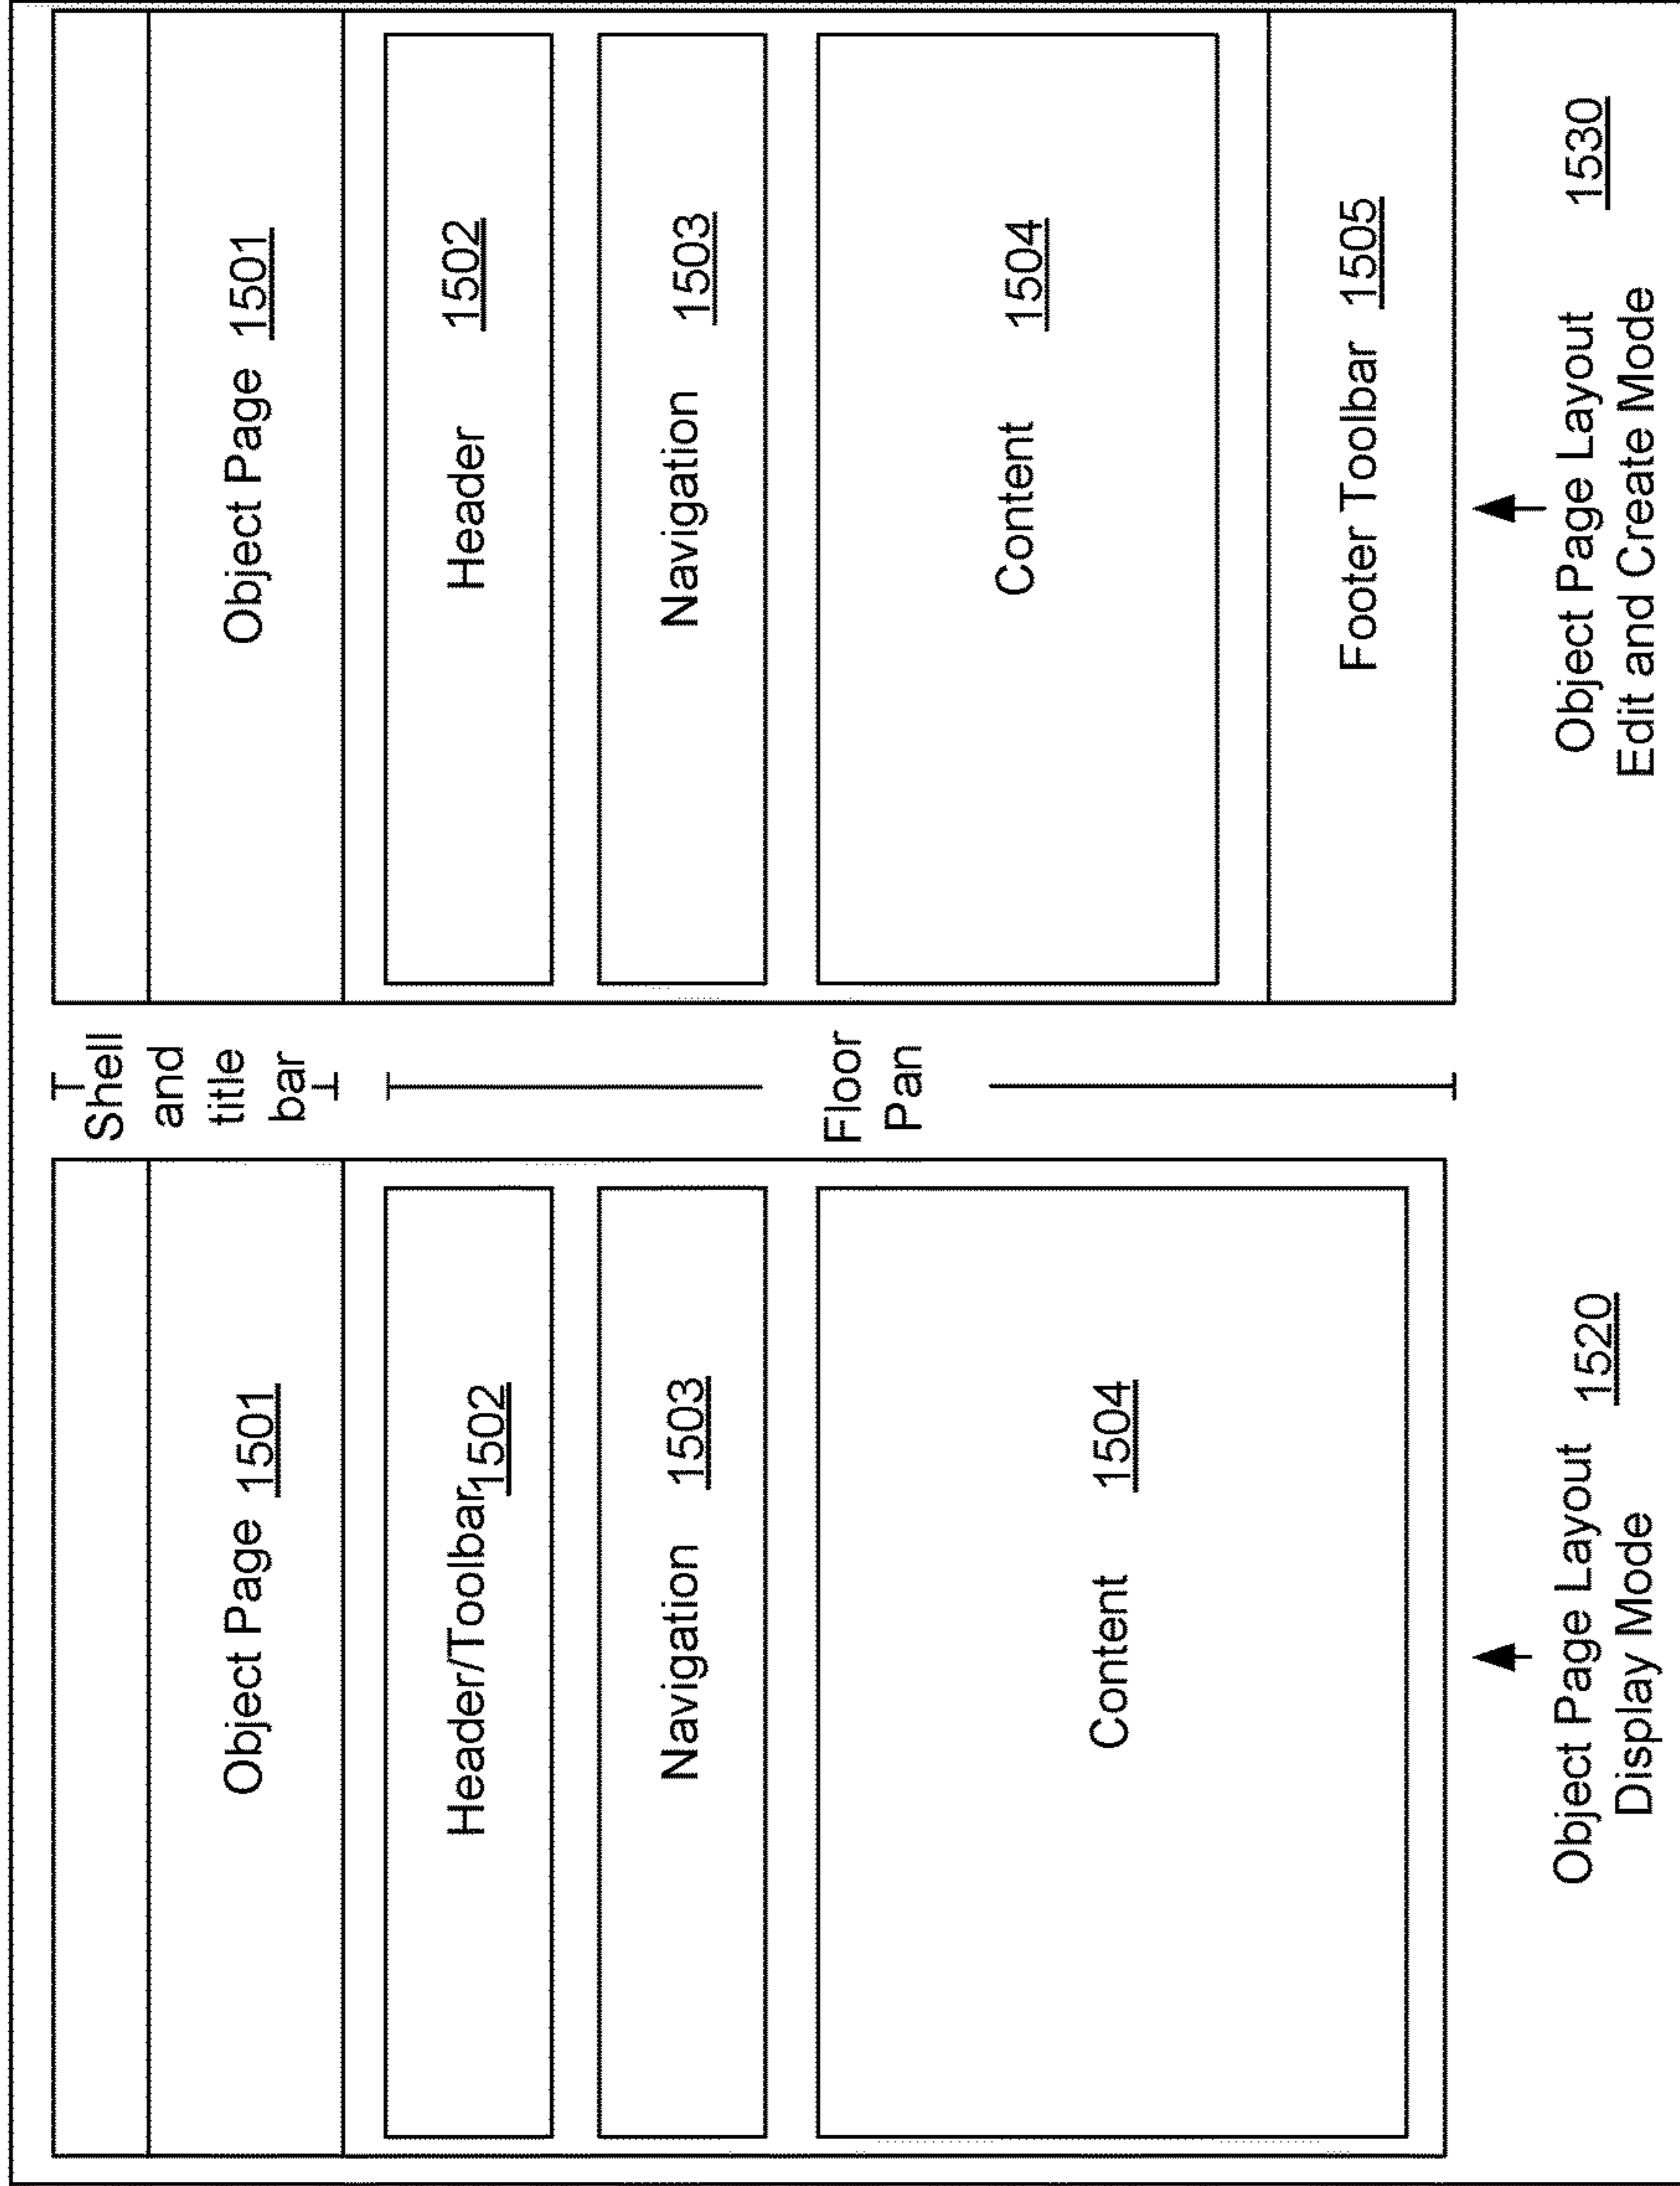 Object Page 1501
Header/Toolbar 1502
Navigation 1503
Content 1504
Object Page Layout 1520
Display Mode
Shell
and
title
bar
Floor
Pan
Object Page 1501
Header 1502
Navigation 1503
Content 1504
Footer Toolbar 1505
Object Page Layout 1530
Edit and Create Mode